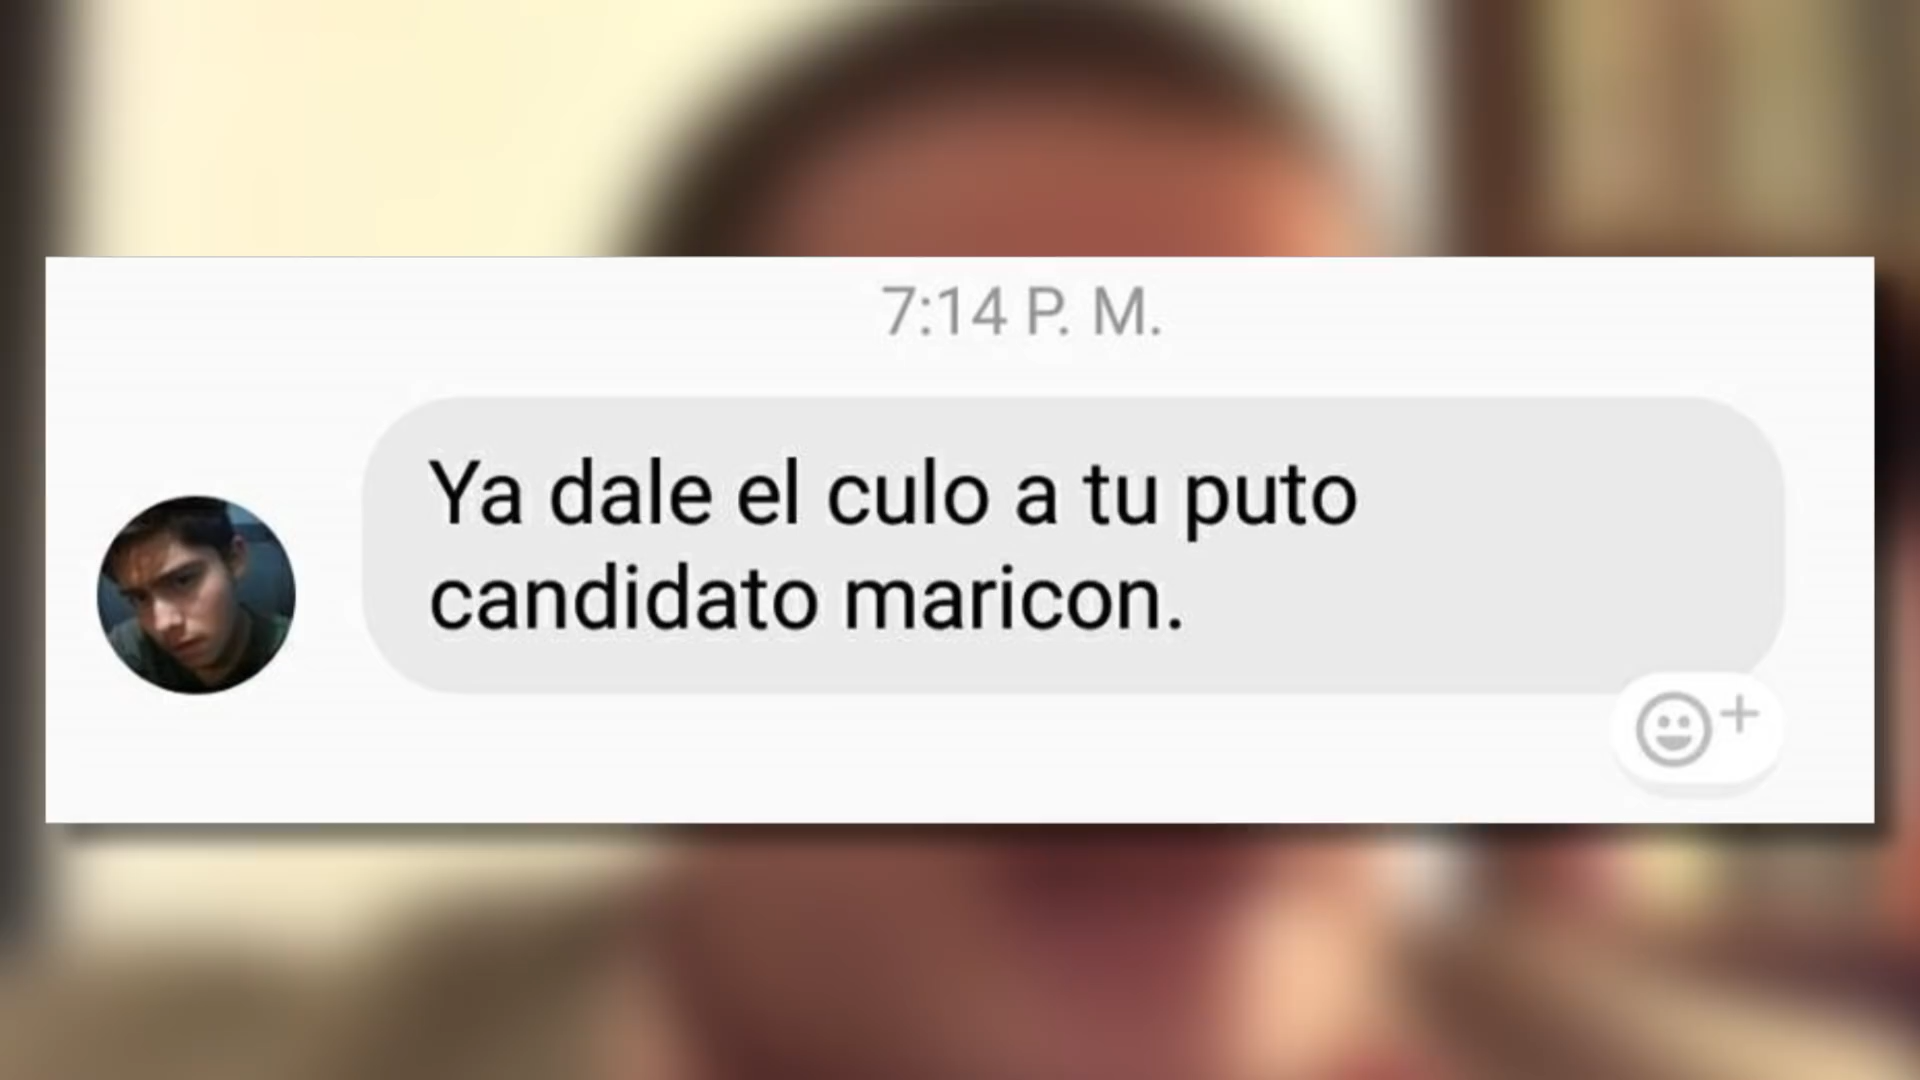 7:14 P. M.
Ya dale el culo a tu puto
candidato maricon.